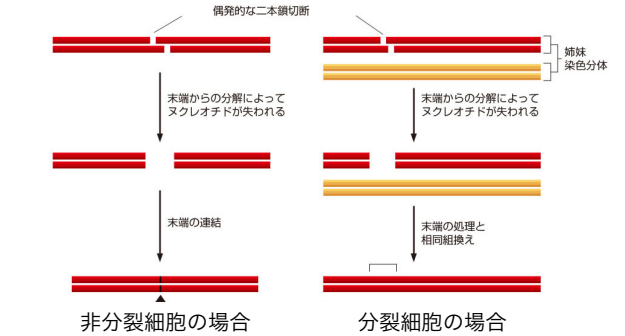 偶発的な二本鎖切断
姉妹
染色分体
末端からの分解によって
ヌクレオチドが失われる
末端からの分解によって
ヌクレオチドが失われる
末端の連結
末端の処理と
相同組換え
非分裂細胞の場合
分裂細胞の場合